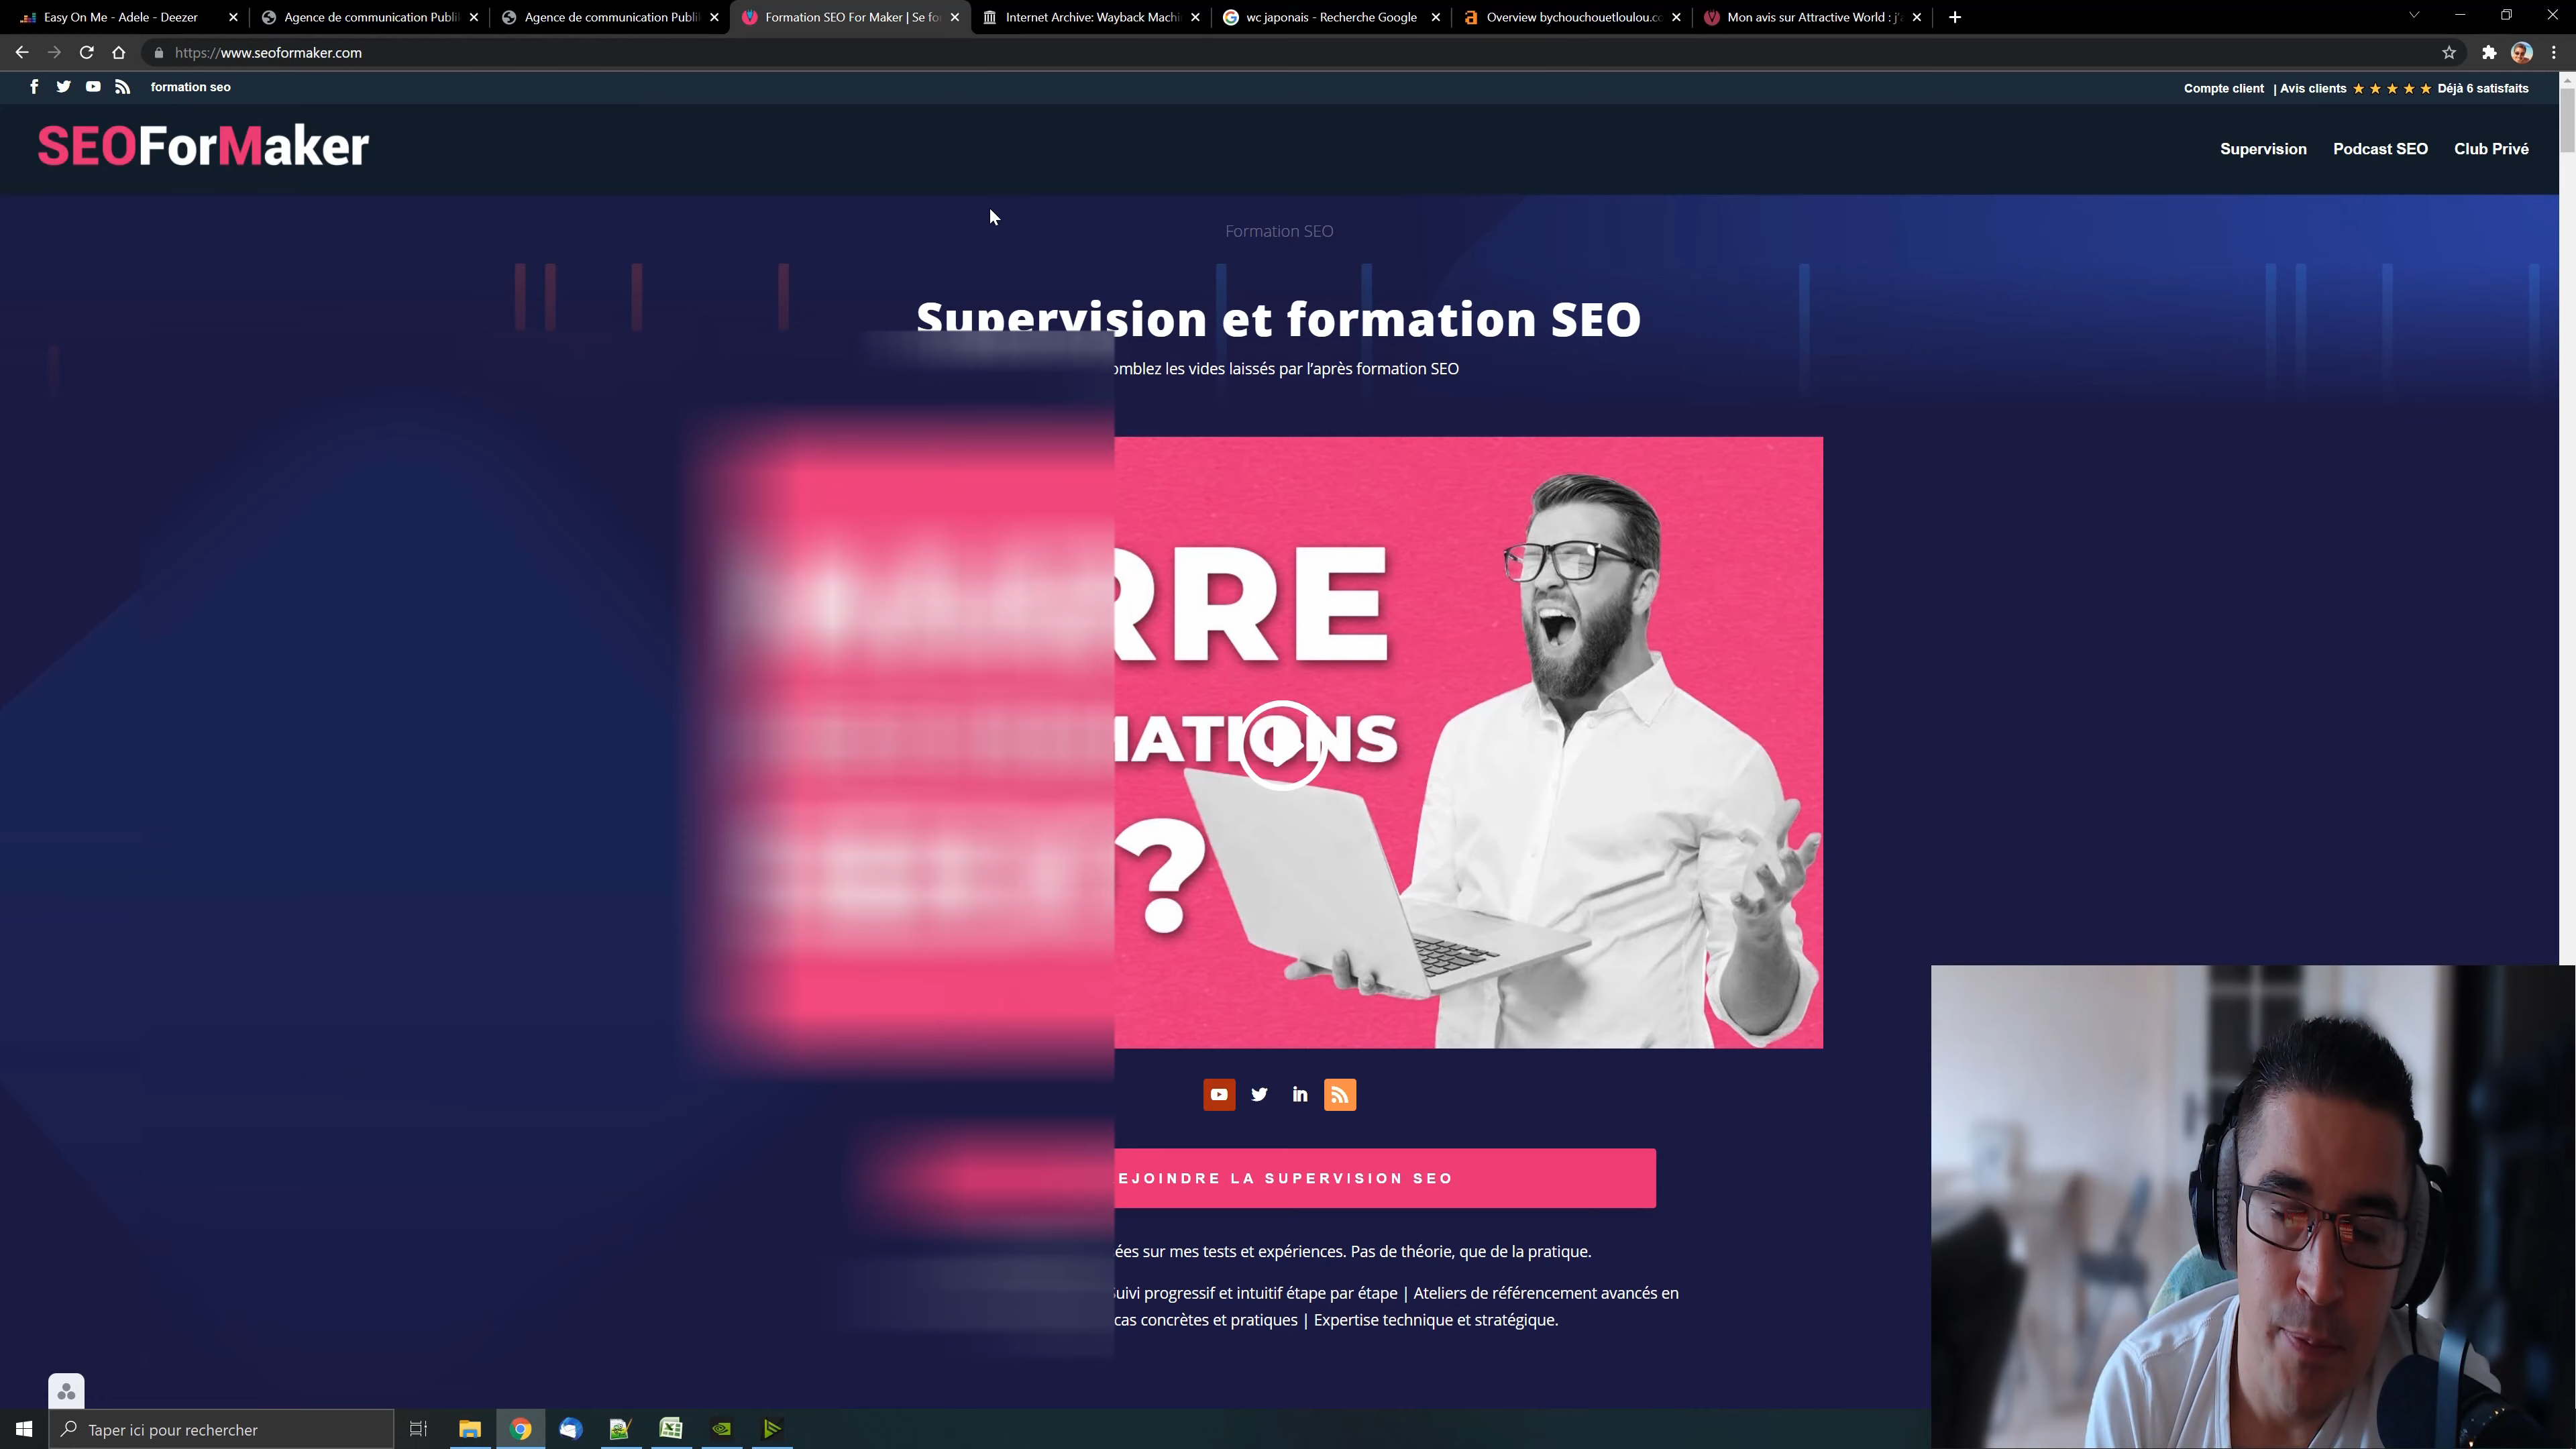 Easy On Me - Adele - Deezer
Agence de communication Publi
Agence de communication Publi
Formation SEO For Maker | Se fo
Internet Archive: Wayback Machi
wc japonais - Recherche Google
Overview bychouchouetloulou.c
Mon avis sur Attractive World : j'
https://www.seoformaker.com
formation seo
Compte client | Avis clients ★ ★ ★ ★ ★ Déjà 6 satisfaits
SEOForMaker
Supervision Podcast SEO Club Privé
Formation SEO
Supervision et formation SEO
omblez les vides laissés par l'après formation SEO
RRE
MATIONS
?
EJOINDRE LA SUPERVISION SEO
ées sur mes tests et expériences. Pas de théorie, que de la pratique.
Suivi progressif et intuitif étape par étape | Ateliers de référencement avancés en
cas concrètes et pratiques | Expertise technique et stratégique.
Taper ici pour rechercher